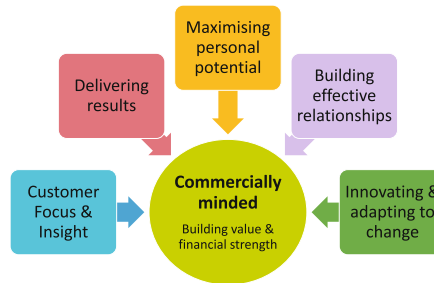 Maximising
personal
potential
Delivering
results
Building
effective
relationships
Customer
Focus &
Insight
Commercially
minded
Building value &
financial strength
Innovating &
adapting to
change